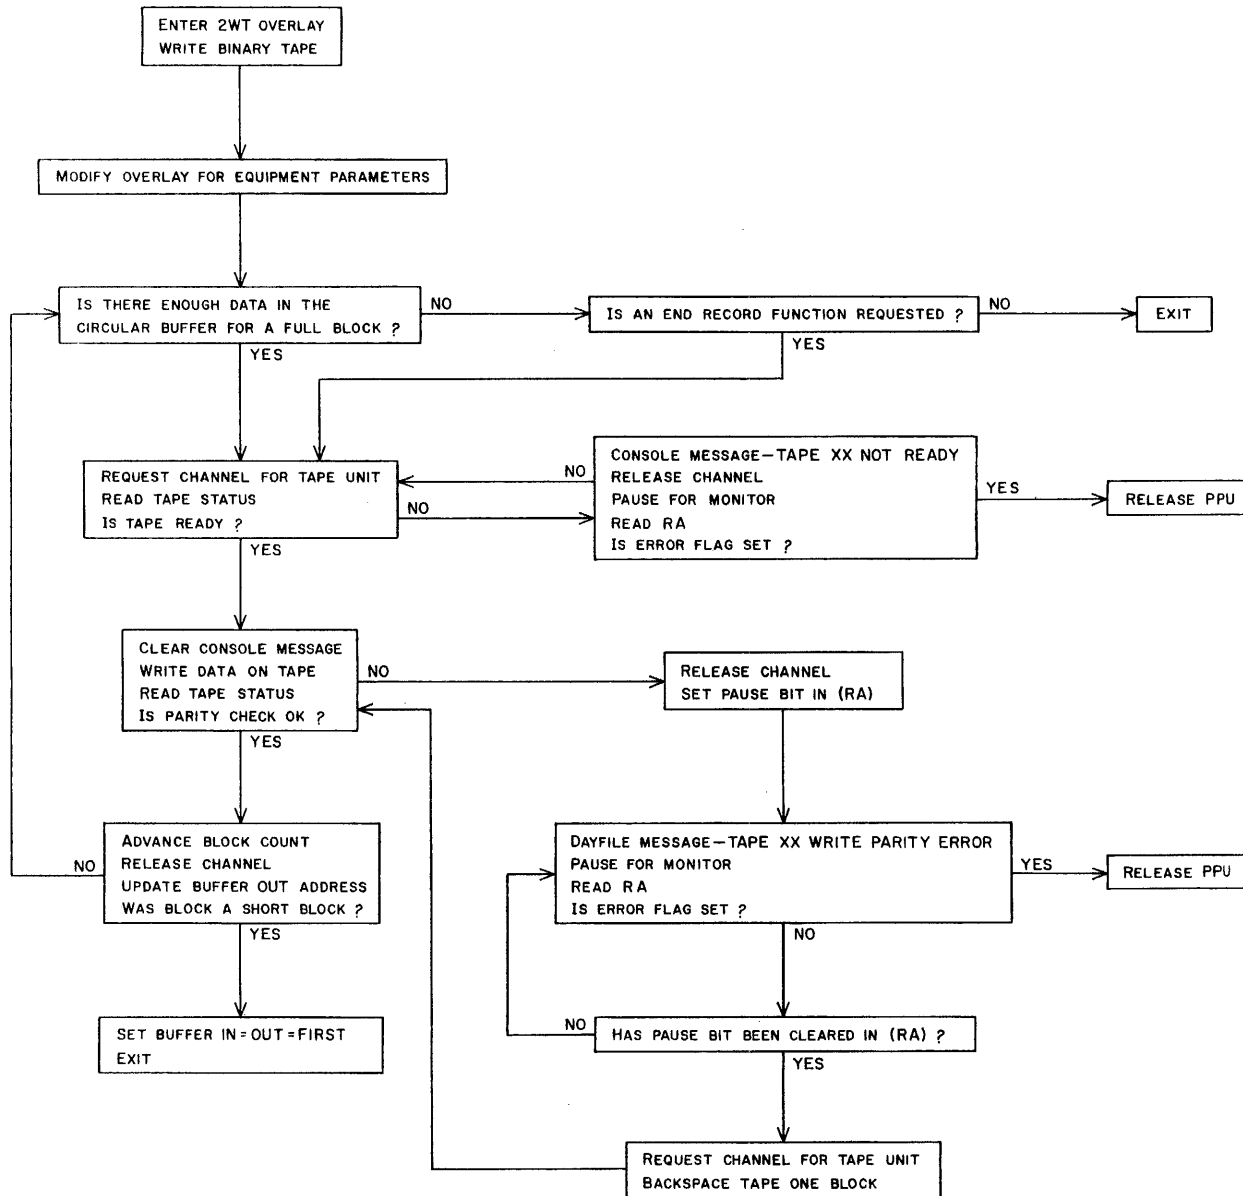 ENTER 2WT OVERLAY
WRITE BINARY TAPE
MODIFY OVERLAY FOR EQUIPMENT PARAMETERS
IS THERE ENOUGH DATA IN THE
CIRCULAR BUFFER FOR A FULL BLOCK ?
NO
IS AN END RECORD FUNCTION REQUESTED ?
NO
EXIT
YES
YES
REQUEST CHANNEL FOR TAPE UNIT
READ TAPE STATUS
IS TAPE READY ?
NO
NO
CONSOLE MESSAGE—TAPE XX NOT READY
RELEASE CHANNEL
PAUSE FOR MONITOR
READ RA
IS ERROR FLAG SET ?
YES
RELEASE PPU
YES
CLEAR CONSOLE MESSAGE
WRITE DATA ON TAPE
READ TAPE STATUS
IS PARITY CHECK OK ?
NO
RELEASE CHANNEL
SET PAUSE BIT IN (RA)
YES
ADVANCE BLOCK COUNT
RELEASE CHANNEL
UPDATE BUFFER OUT ADDRESS
WAS BLOCK A SHORT BLOCK ?
NO
DAYFILE MESSAGE—TAPE XX WRITE PARITY ERROR
PAUSE FOR MONITOR
READ RA
IS ERROR FLAG SET ?
YES
RELEASE PPU
YES
NO
SET BUFFER IN=OUT=FIRST
EXIT
NO
HAS PAUSE BIT BEEN CLEARED IN (RA) ?
YES
REQUEST CHANNEL FOR TAPE UNIT
BACKSPACE TAPE ONE BLOCK